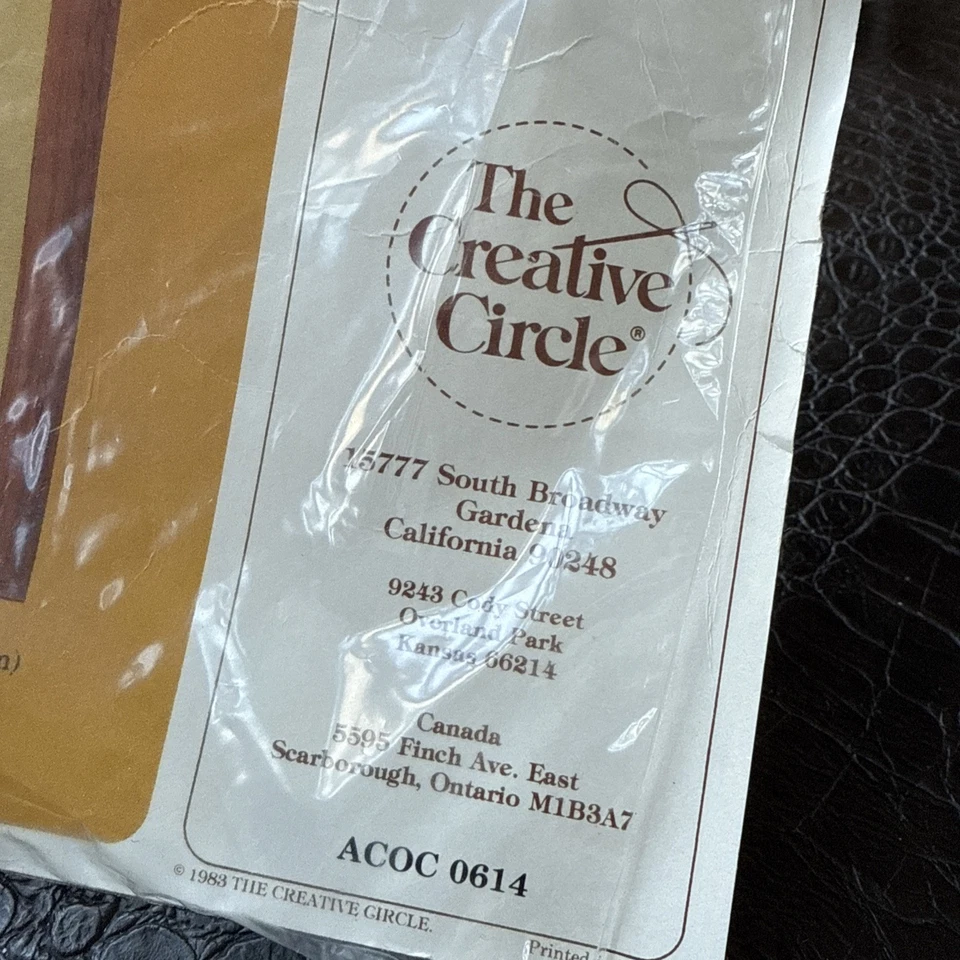 The
Creative
Circle®
15777 South Broadway
Gardena
California 90248
9243 Cody Street
Overland Park
Kansas 66214
Canada
5595 Finch Ave. East
Scarborough, Ontario M1B3A7
ACOC 0614
© 1983 THE CREATIVE CIRCLE.
Printed